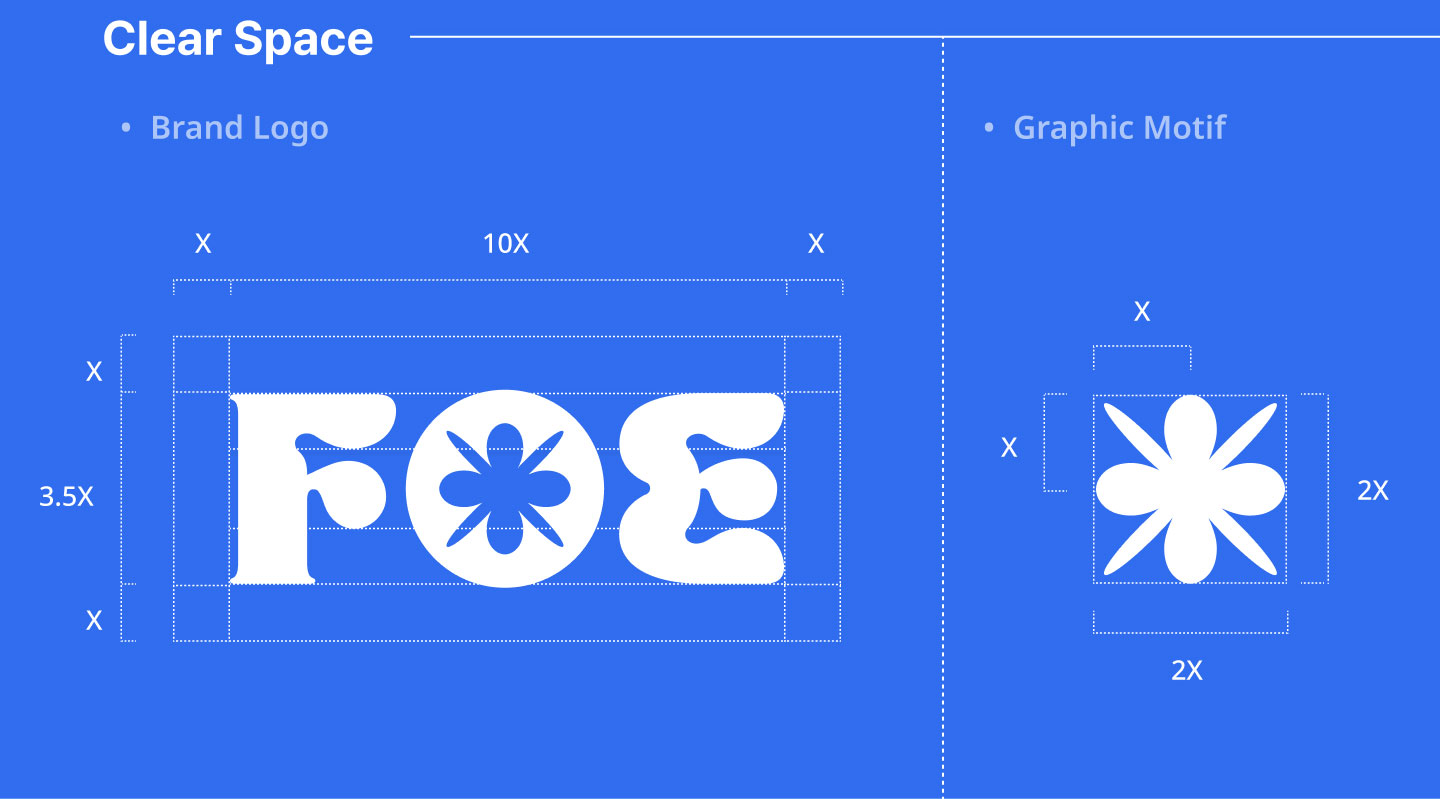 Clear Space
• Brand Logo
X 10X X
X
3.5X
X
FOE
• Graphic Motif
X
X
2X
2X